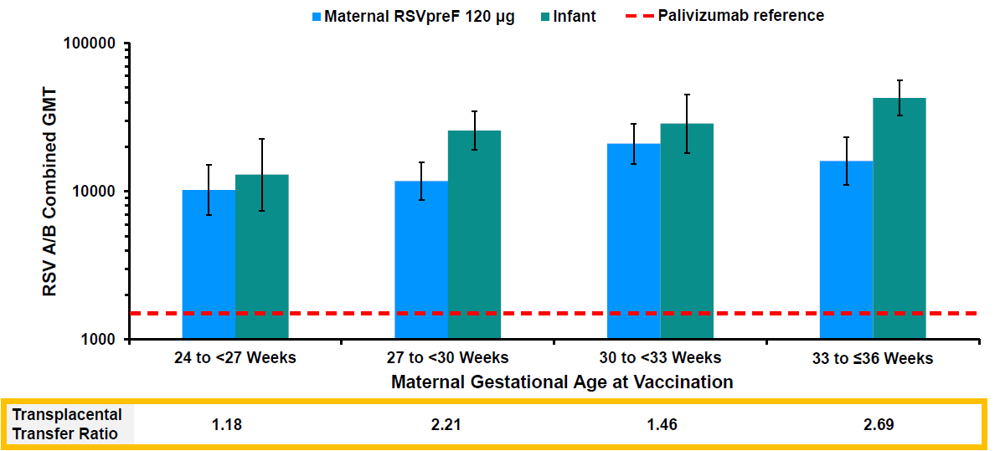 Maternal RSVpreF 120 μg Infant Palivizumab reference
100000
10000
1000
RSV A/B Combined GMT
24 to <27 Weeks 27 to <30 Weeks 30 to <33 Weeks 33 to ≤36 Weeks
Maternal Gestational Age at Vaccination
Transplacental
Transfer Ratio
1.18 2.21 1.46 2.69